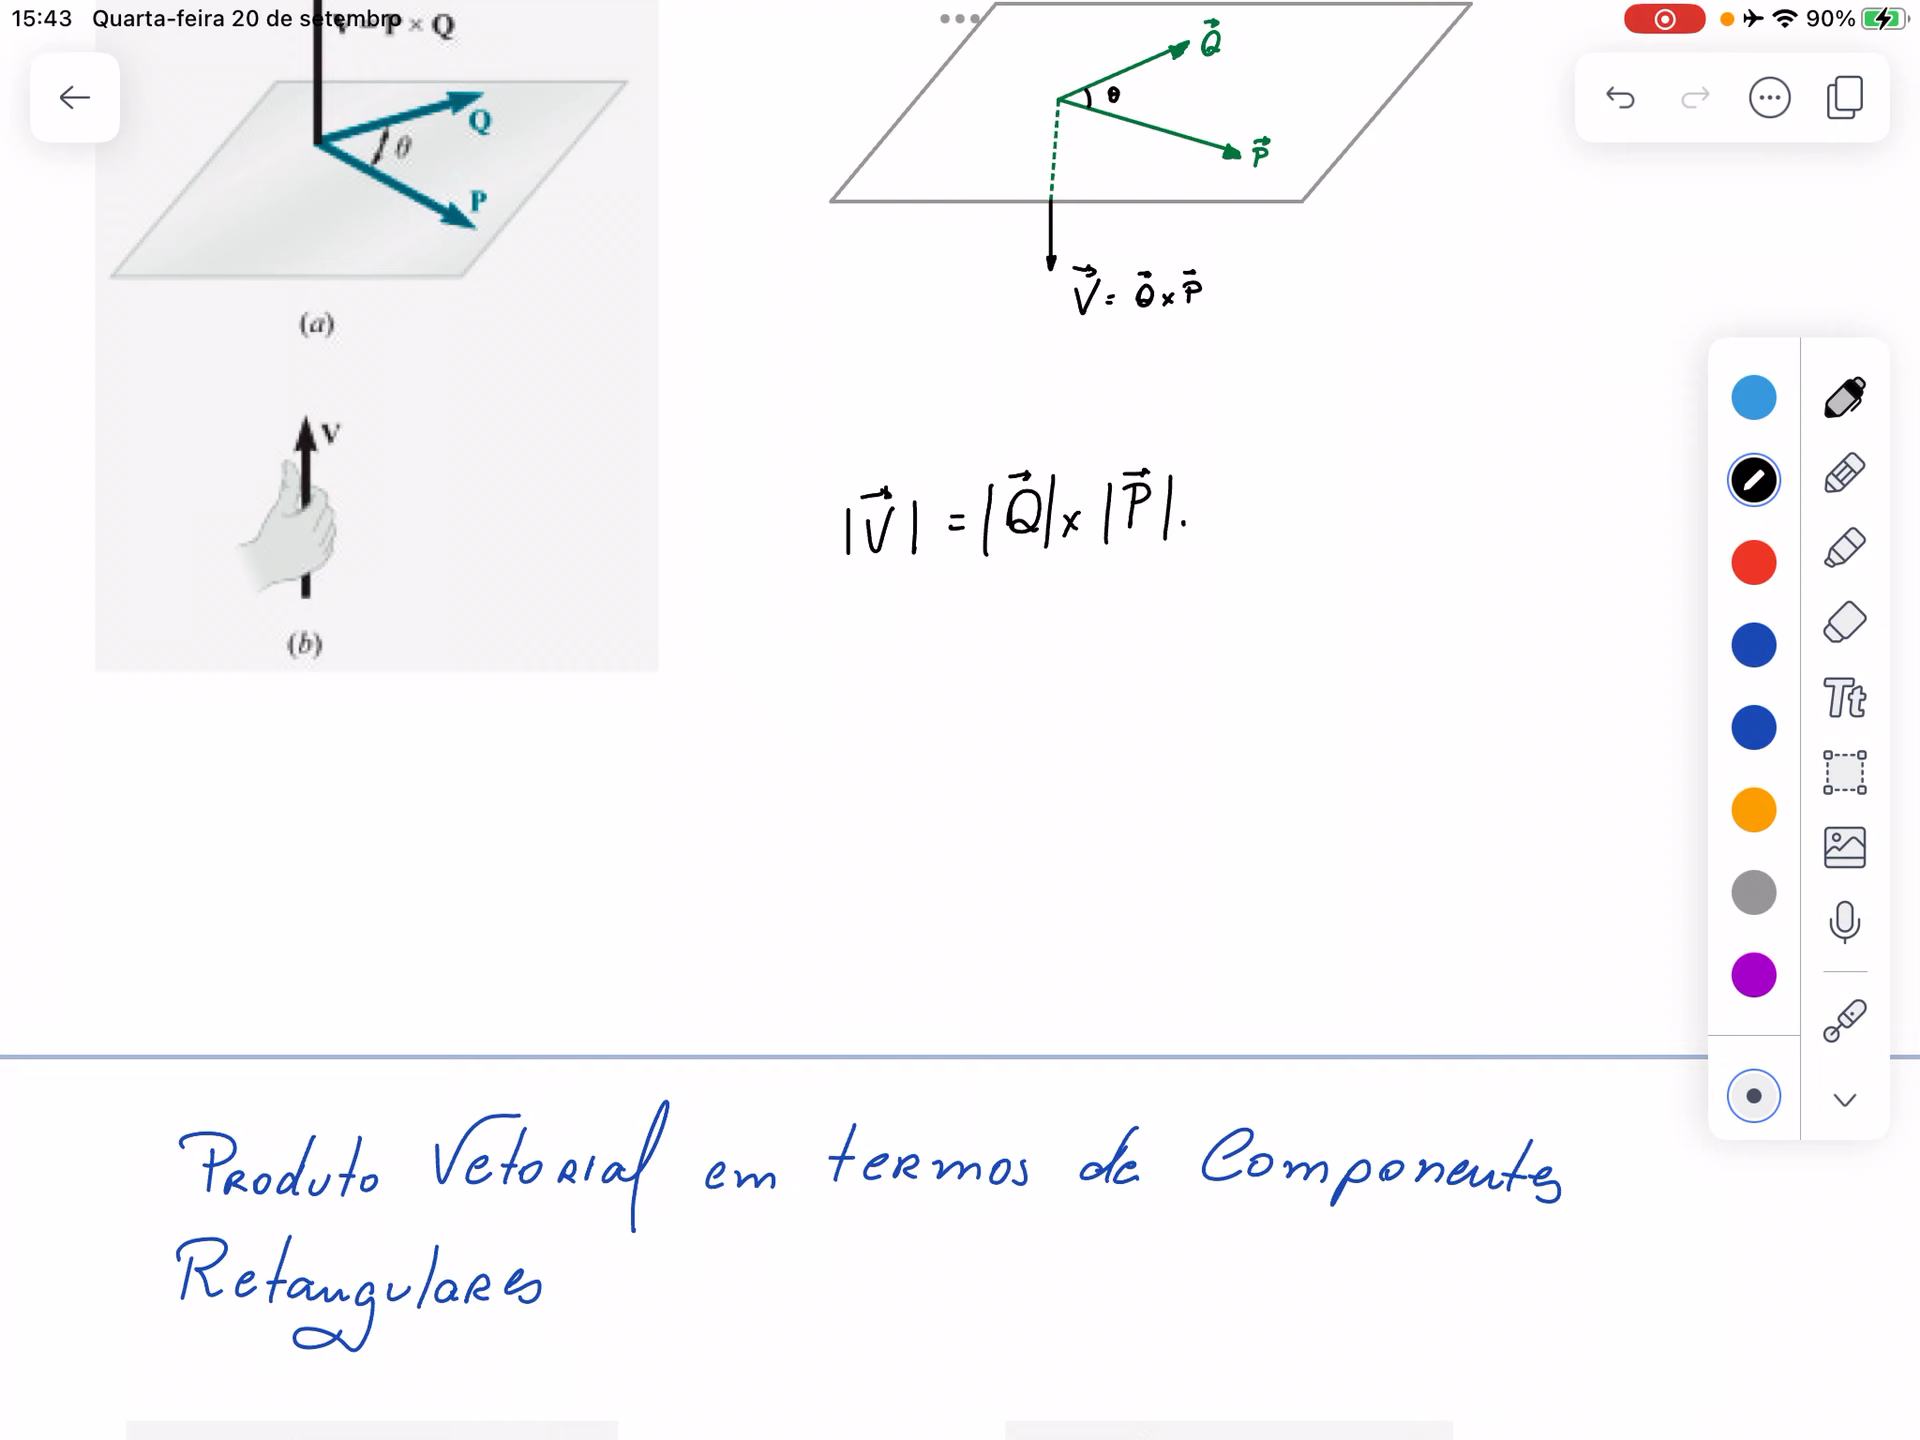 15:43 Quarta-feira 20 de setembro
90%
V = P × Q
Q
θ
P
(a)
V
(b)
Q⃗
θ
P⃗
V⃗ = Q⃗ × P⃗
|V⃗| = |Q⃗| × |P⃗|.
Tt
Produto Vetorial em termos de Componentes
Retangulares